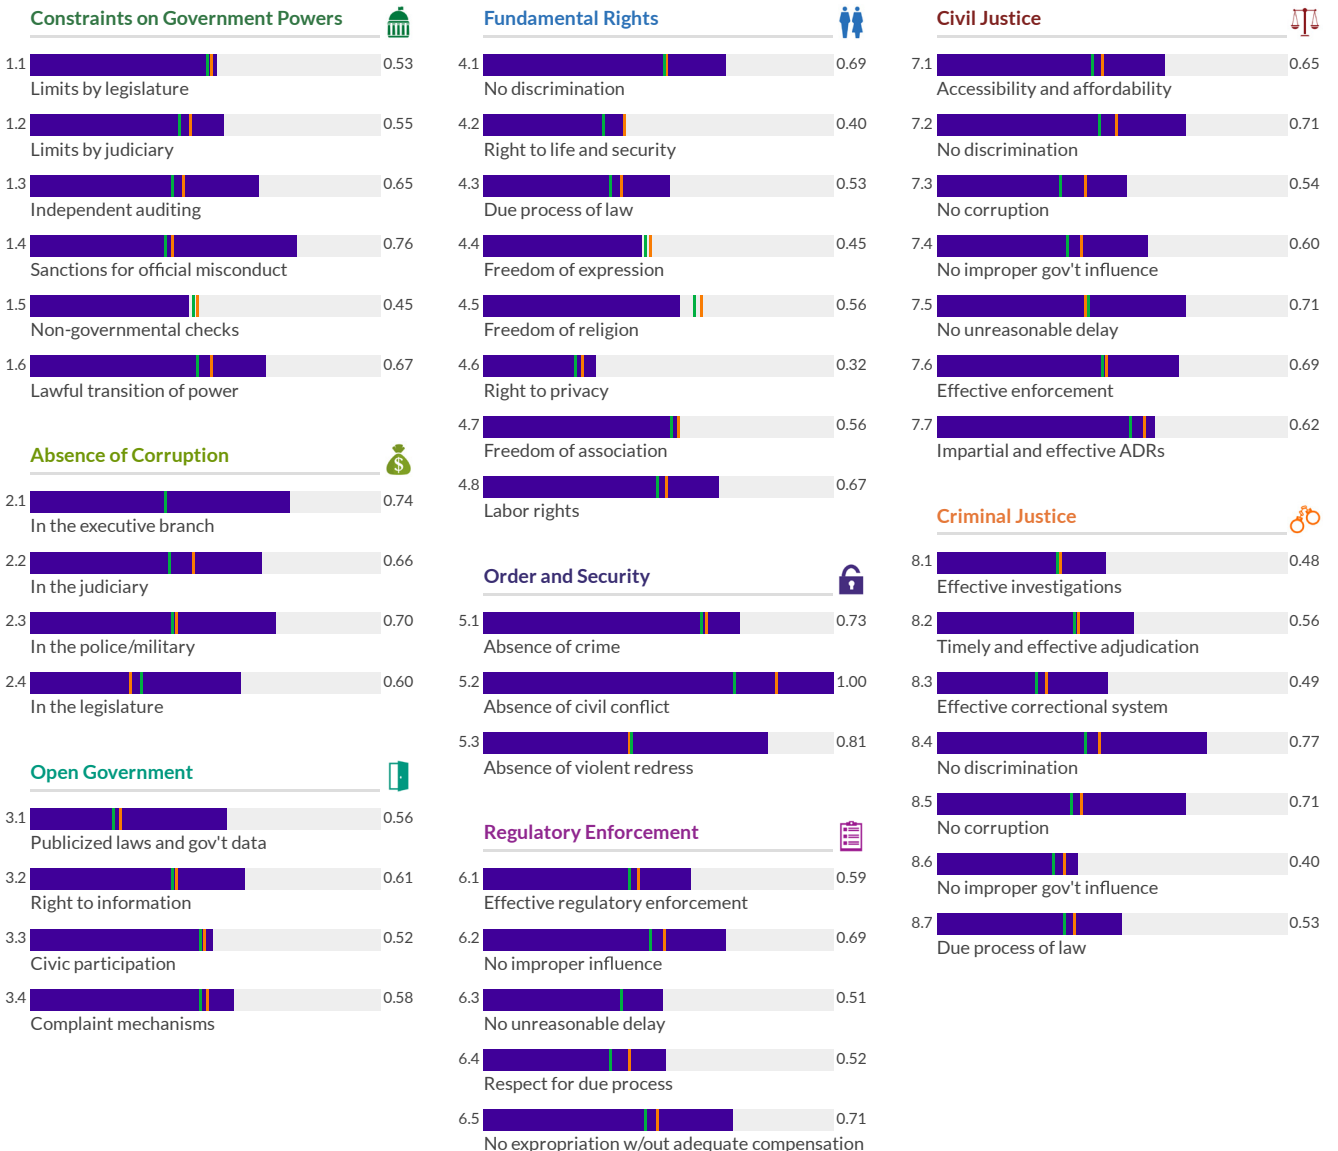 Constraints on Government Powers
1.1 0.53
Limits by legislature
1.2 0.55
Limits by judiciary
1.3 0.65
Independent auditing
1.4 0.76
Sanctions for official misconduct
1.5 0.45
Non-governmental checks
1.6 0.67
Lawful transition of power
Absence of Corruption
$
2.1 0.74
In the executive branch
2.2 0.66
In the judiciary
2.3 0.70
In the police/military
2.4 0.60
In the legislature
Open Government
3.1 0.56
Publicized laws and gov't data
3.2 0.61
Right to information
3.3 0.52
Civic participation
3.4 0.58
Complaint mechanisms
Fundamental Rights
4.1 0.69
No discrimination
4.2 0.40
Right to life and security
4.3 0.53
Due process of law
4.4 0.45
Freedom of expression
4.5 0.56
Freedom of religion
4.6 0.32
Right to privacy
4.7 0.56
Freedom of association
4.8 0.67
Labor rights
Order and Security
5.1 0.73
Absence of crime
5.2 1.00
Absence of civil conflict
5.3 0.81
Absence of violent redress
Regulatory Enforcement
6.1 0.59
Effective regulatory enforcement
6.2 0.69
No improper influence
6.3 0.51
No unreasonable delay
6.4 0.52
Respect for due process
6.5 0.71
No expropriation w/out adequate compensation
Civil Justice
7.1 0.65
Accessibility and affordability
7.2 0.71
No discrimination
7.3 0.54
No corruption
7.4 0.60
No improper gov't influence
7.5 0.71
No unreasonable delay
7.6 0.69
Effective enforcement
7.7 0.62
Impartial and effective ADRs
Criminal Justice
8.1 0.48
Effective investigations
8.2 0.56
Timely and effective adjudication
8.3 0.49
Effective correctional system
8.4 0.77
No discrimination
8.5 0.71
No corruption
8.6 0.40
No improper gov't influence
8.7 0.53
Due process of law